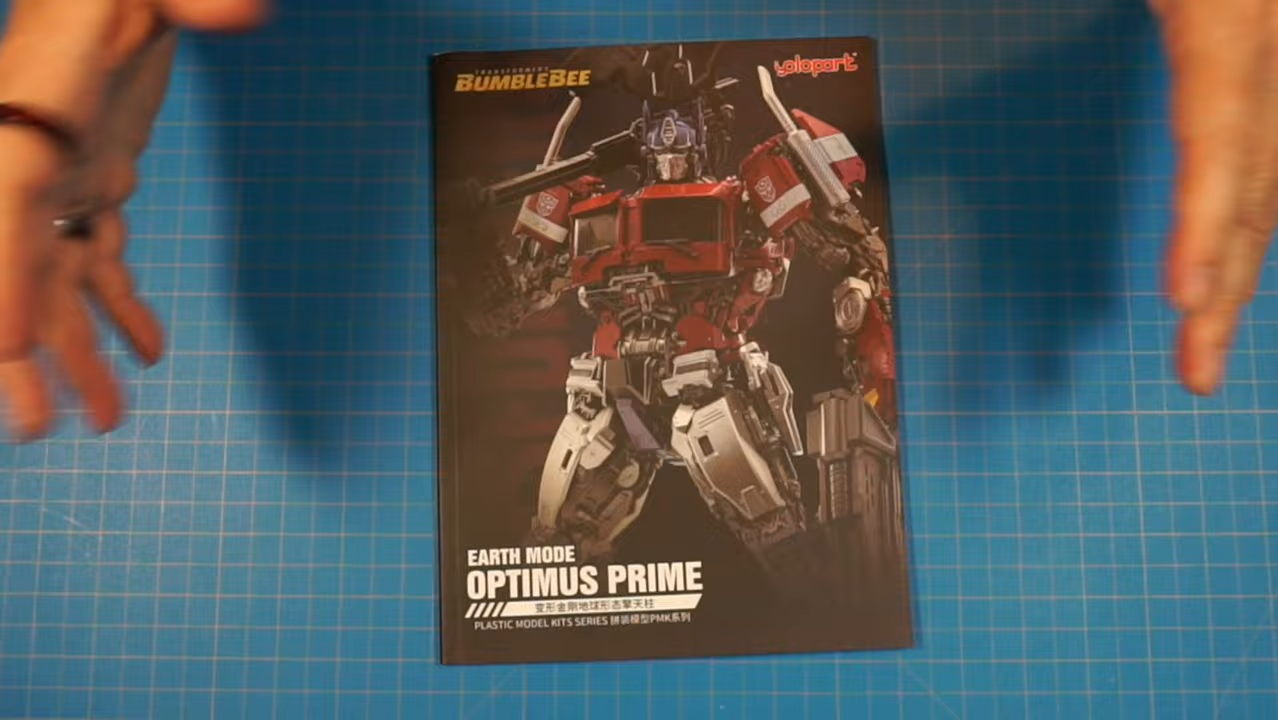 TRANSFORMERS
BUMBLEBEE
yolopart
EARTH MODE
OPTIMUS PRIME
变形金刚地球形态擎天柱
PLASTIC MODEL KITS SERIES 拼装模型PMK系列